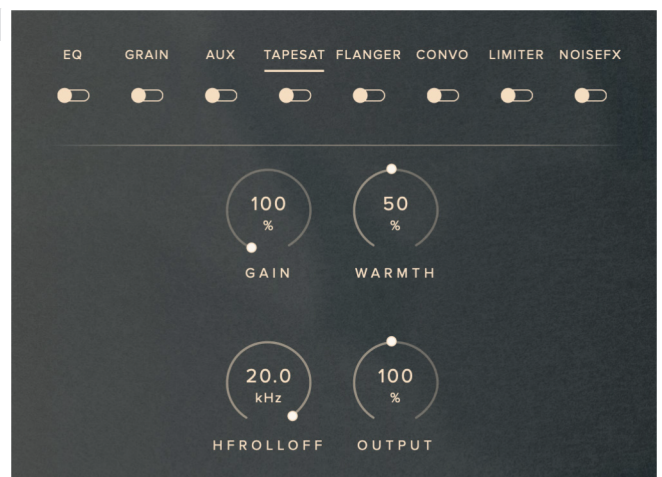 EQ GRAIN AUX TAPESAT FLANGER CONVO LIMITER NOISEFX
100 50
% %
GAIN WARMTH
20.0 100
kHz %
HFROLLOFF OUTPUT